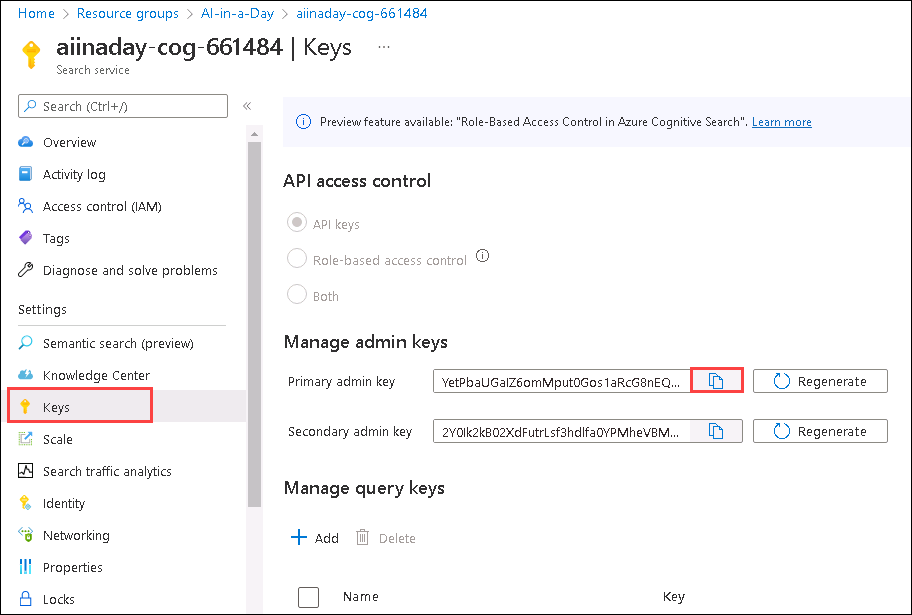 Home > Resource groups > AI-in-a-Day > aiinaday-cog-661484
aiinaday-cog-661484 | Keys ...
Search service
Search (Ctrl+/)
«
Overview
Activity log
Access control (IAM)
Tags
Diagnose and solve problems
Settings
Semantic search (preview)
Knowledge Center
Keys
Scale
Search traffic analytics
Identity
Networking
Properties
Locks
Preview feature available: "Role-Based Access Control in Azure Cognitive Search". Learn more
API access control
API keys
Role-based access control
Both
Manage admin keys
Primary admin key YetPbaUGaIZ6omMput0Gos1aRcG8nEQ... Regenerate
Secondary admin key 2Y0Ik2kB02XdFutrLsf3hdlfa0YPMheVBM... Regenerate
Manage query keys
Add Delete
Name Key